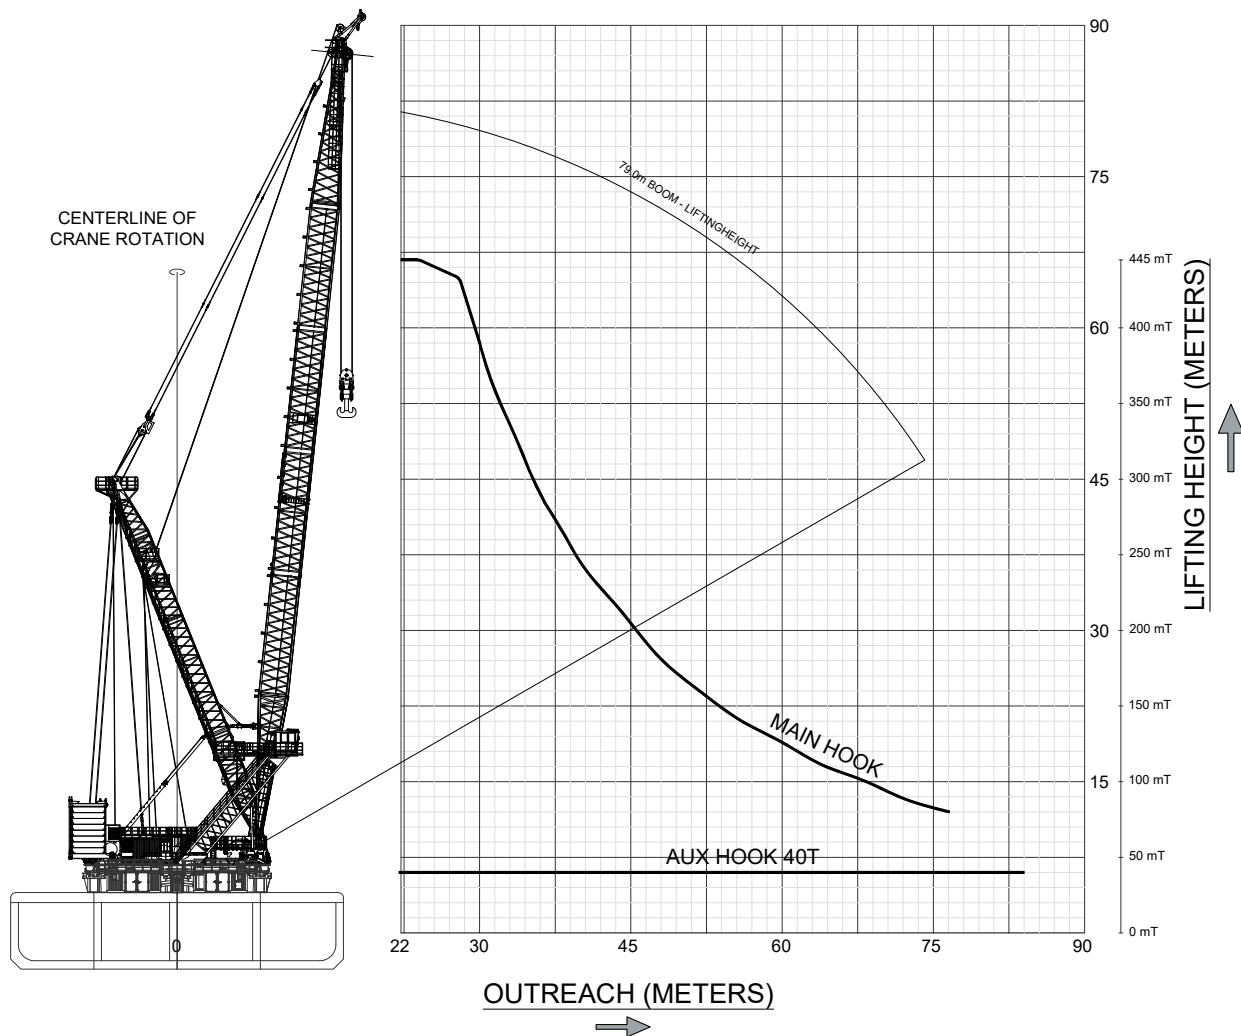 CENTERLINE OF
CRANE ROTATION
0
79.0m BOOM - LIFTINGHEIGHT
MAIN HOOK
AUX HOOK 40T
90
75
60
45
30
15
445 mT
400 mT
350 mT
300 mT
250 mT
200 mT
150 mT
100 mT
50 mT
0 mT
LIFTING HEIGHT (METERS)
22
30
45
60
75
90
OUTREACH (METERS)